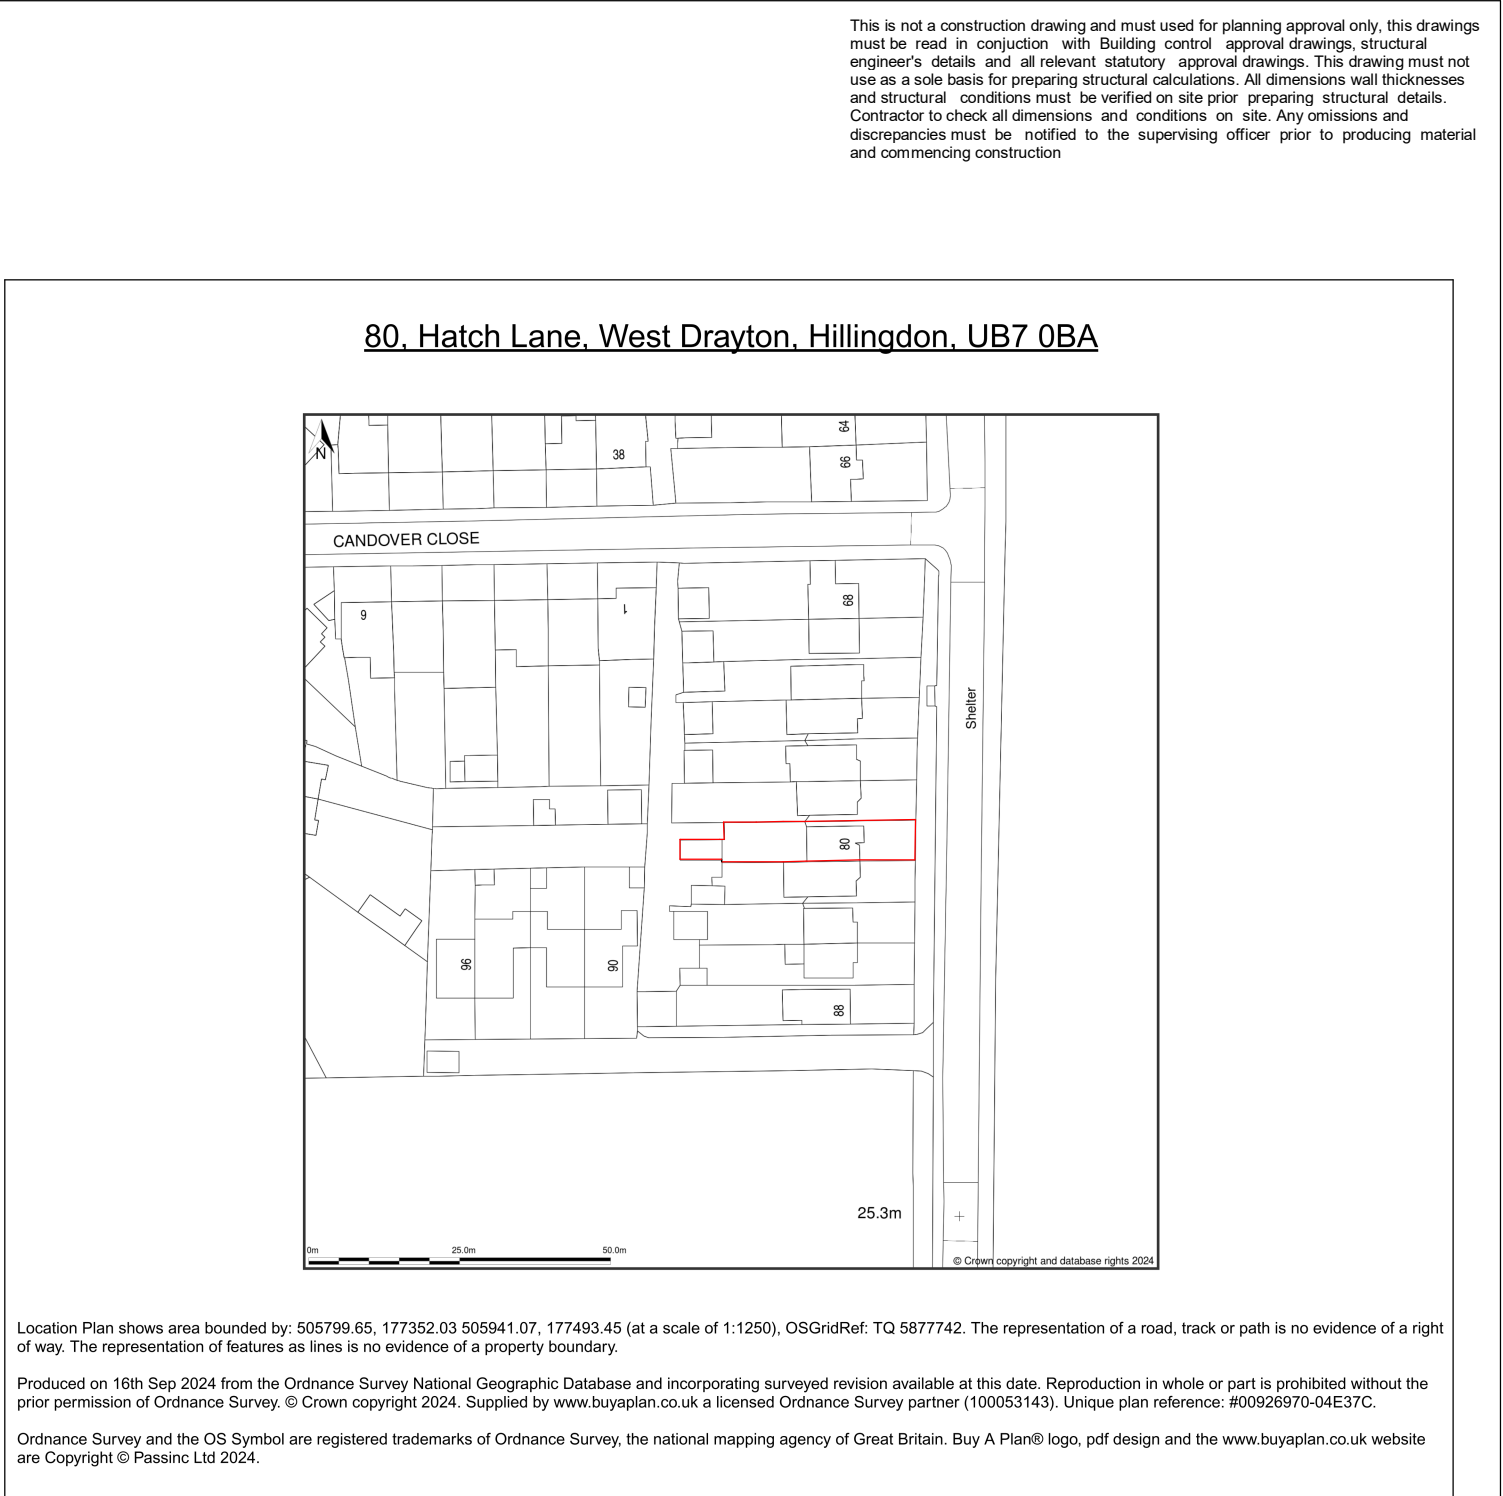 This is not a construction drawing and must used for planning approval only, this drawings
must be read in conjuction with Building control approval drawings, structural
engineer's details and all relevant statutory approval drawings. This drawing must not
use as a sole basis for preparing structural calculations. All dimensions wall thicknesses
and structural conditions must be verified on site prior preparing structural details.
Contractor to check all dimensions and conditions on site. Any omissions and
discrepancies must be notified to the supervising officer prior to producing material
and commencing construction
80, Hatch Lane, West Drayton, Hillingdon, UB7 0BA
N
38
64
66
CANDOVER CLOSE
9
1
68
Shelter
80
96
90
88
25.3m
0m 25.0m 50.0m
© Crown copyright and database rights 2024
Location Plan shows area bounded by: 505799.65, 177352.03 505941.07, 177493.45 (at a scale of 1:1250), OSGridRef: TQ 5877742. The representation of a road, track or path is no evidence of a right
of way. The representation of features as lines is no evidence of a property boundary.
Produced on 16th Sep 2024 from the Ordnance Survey National Geographic Database and incorporating surveyed revision available at this date. Reproduction in whole or part is prohibited without the
prior permission of Ordnance Survey. © Crown copyright 2024. Supplied by www.buyaplan.co.uk a licensed Ordnance Survey partner (100053143). Unique plan reference: #00926970-04E37C.
Ordnance Survey and the OS Symbol are registered trademarks of Ordnance Survey, the national mapping agency of Great Britain. Buy A Plan® logo, pdf design and the www.buyaplan.co.uk website
are Copyright © Passinc Ltd 2024.